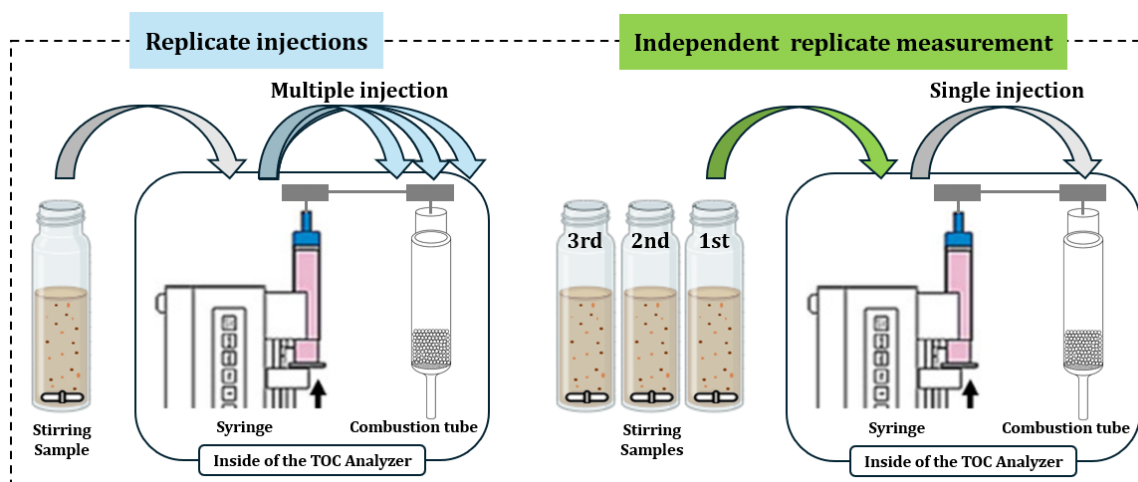 Replicate injections
Multiple injection
Stirring
Sample
Syringe
Combustion tube
Inside of the TOC Analyzer
Independent replicate measurement
Single injection
3rd
2nd
1st
Stirring
Samples
Syringe
Combustion tube
Inside of the TOC Analyzer